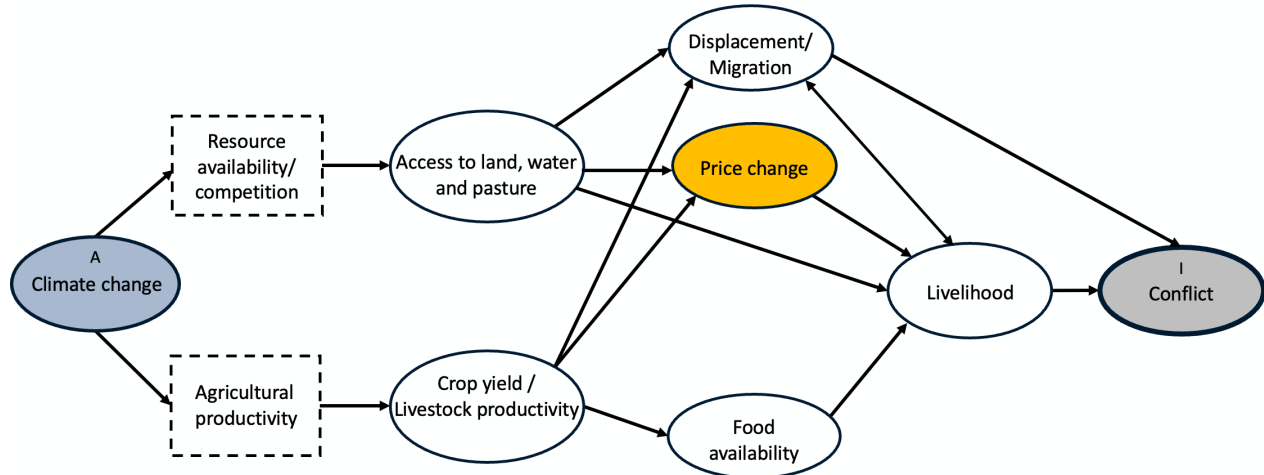 Displacement/
Migration
Resource
availability/
competition
Access to land, water
and pasture
Price change
A
Climate change
Livelihood
I
Conflict
Agricultural
productivity
Crop yield /
Livestock productivity
Food
availability